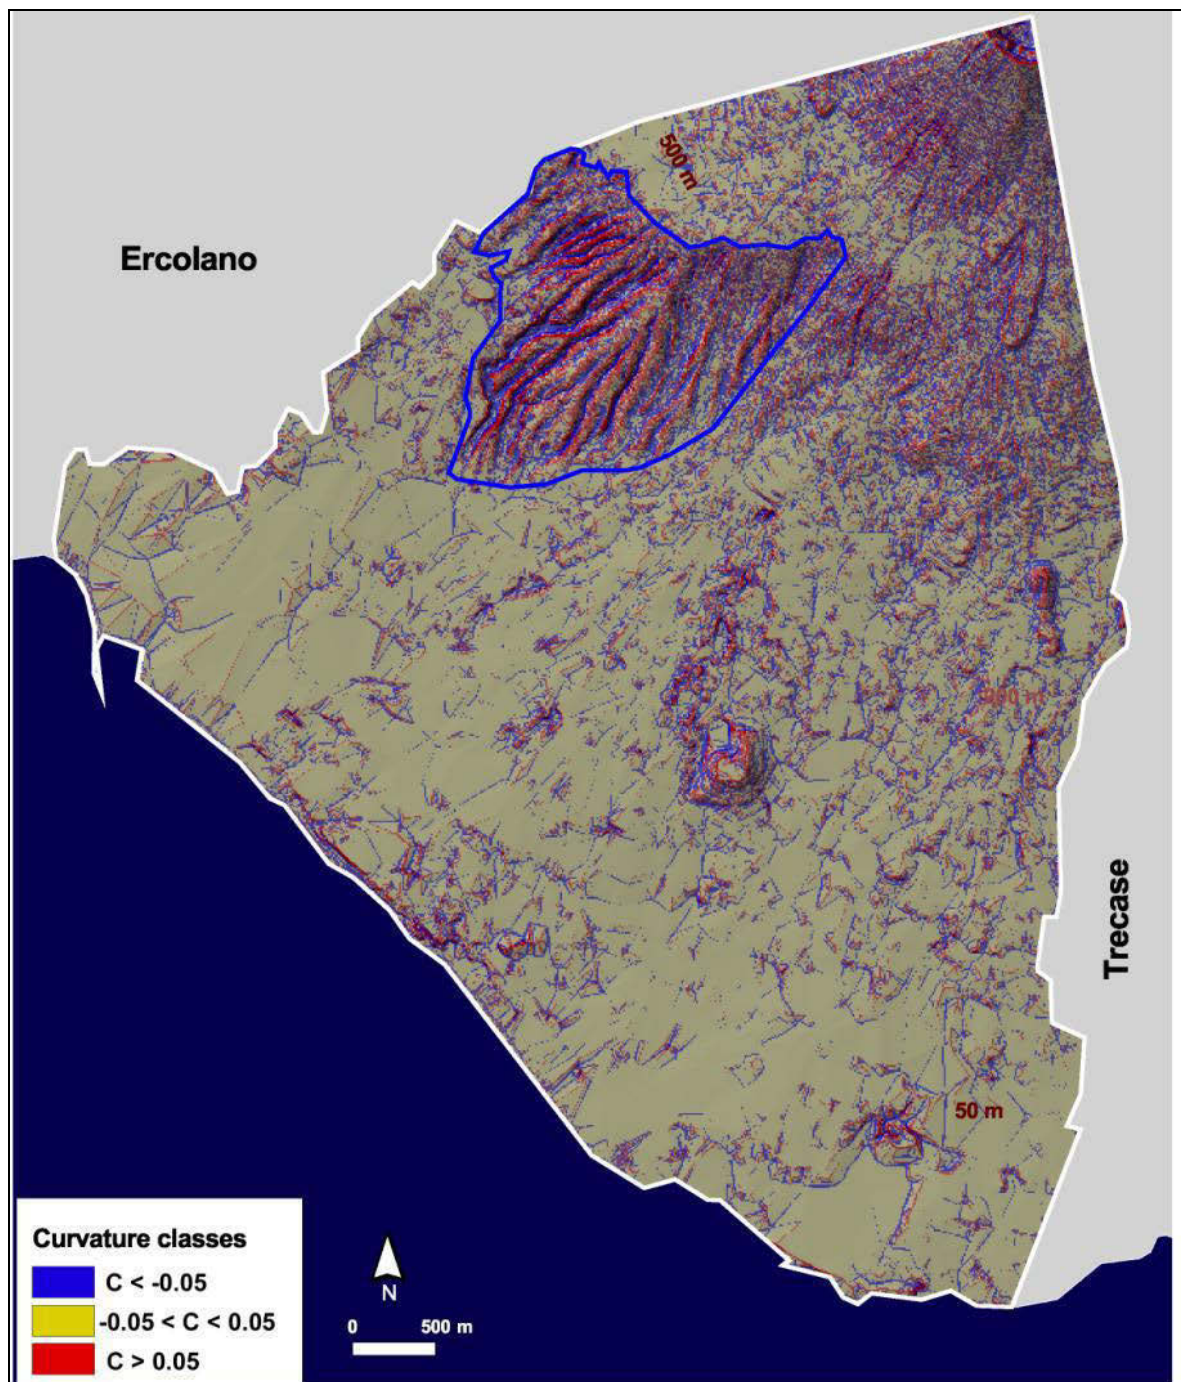 500 m
Ercolano
Trecase
50 m
Curvature classes
C < -0.05
-0.05 < C < 0.05
C > 0.05
N
0 500 m